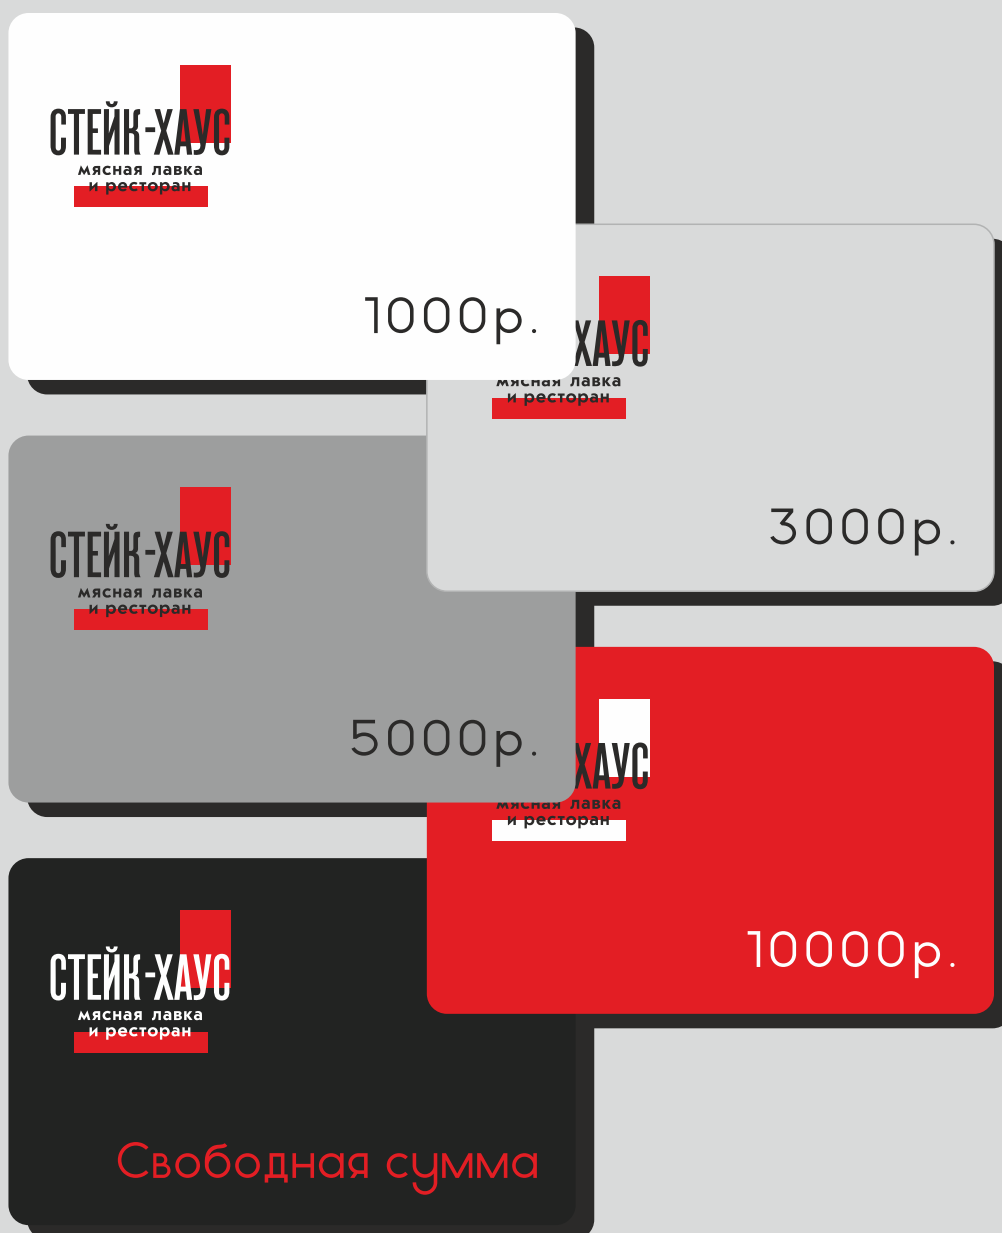 СТЕЙК-ХАУС
мясная лавка
и ресторан
1000р.
ХАУС
мясная лавка
и ресторан
3000р.
СТЕЙК-ХАУС
мясная лавка
и ресторан
5000р.
ХАУС
мясная лавка
и ресторан
10000р.
СТЕЙК-ХАУС
мясная лавка
и ресторан
Свободная сумма